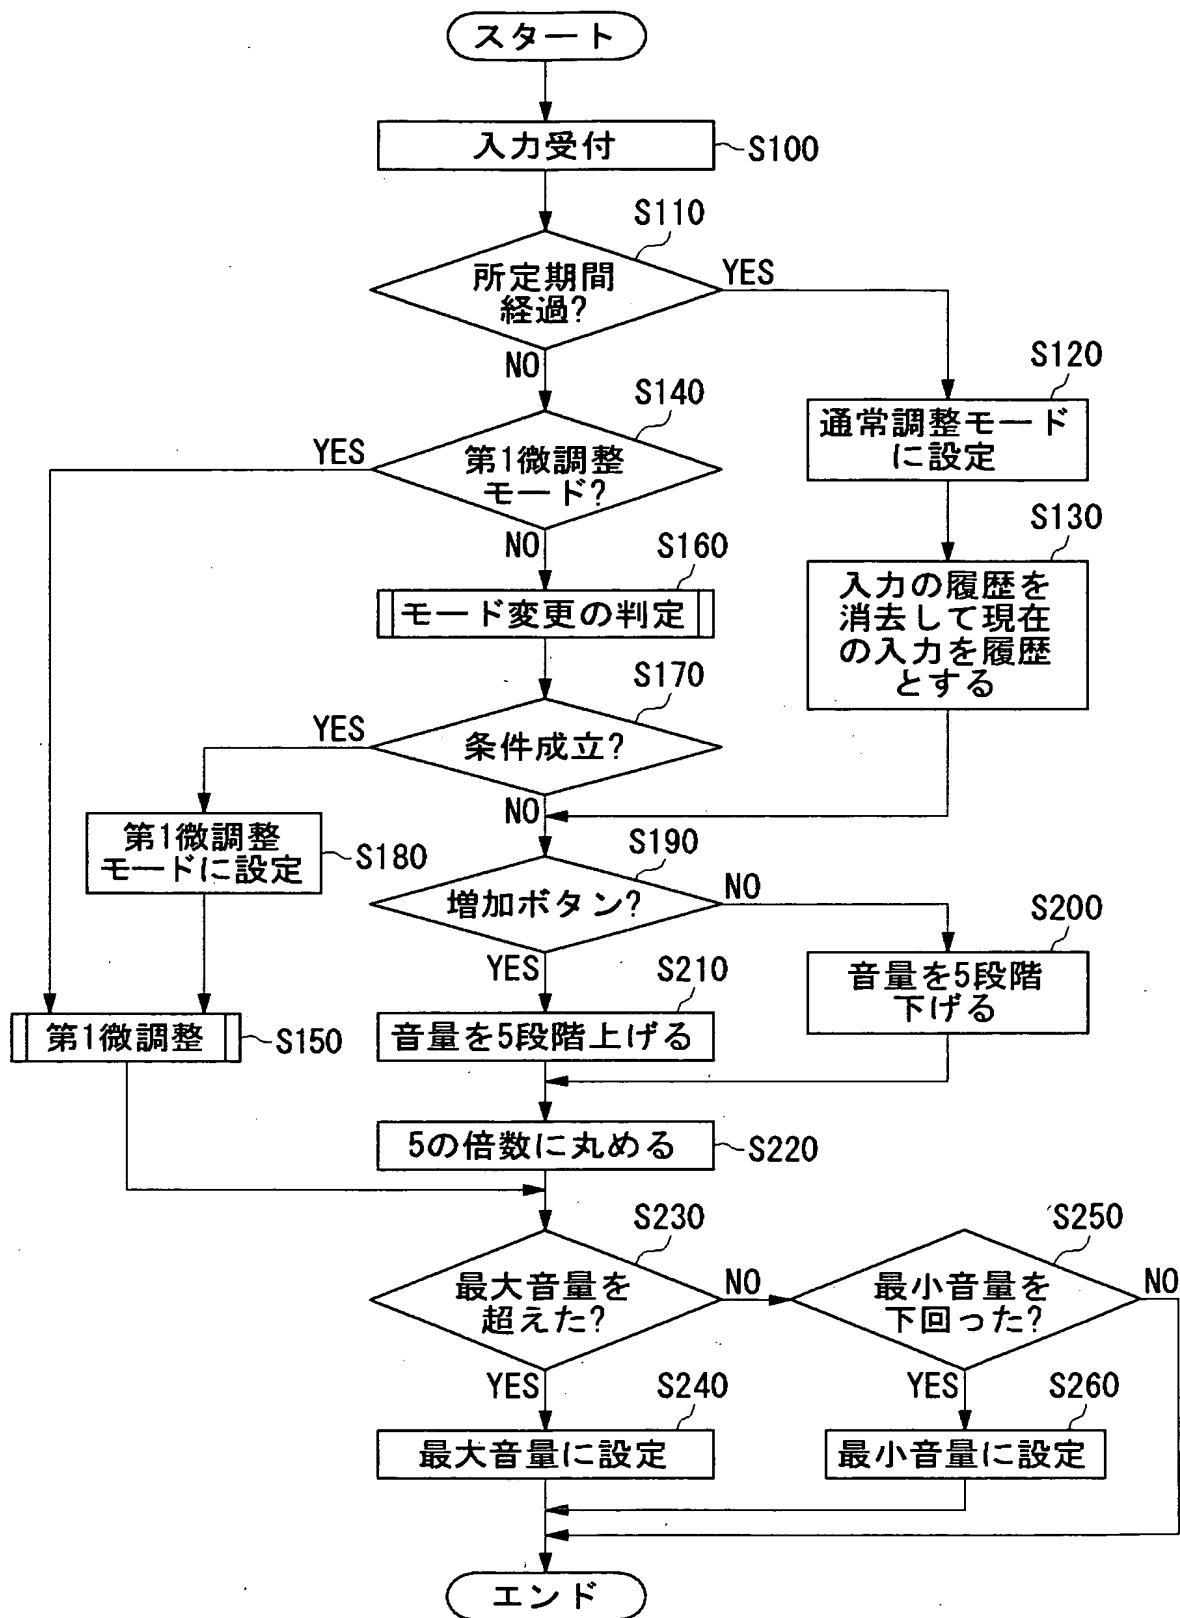 スタート
入力受付
S100
S110
所定期間
経過?
YES
NO
S120
通常調整モード
に設定
S140
第1微調整
モード?
YES
NO
S130
入力の履歴を
消去して現在
の入力を履歴
とする
S160
モード変更の判定
S170
条件成立?
YES
NO
第1微調整
モードに設定
S180
S190
増加ボタン?
NO
YES
S200
音量を5段階
下げる
S210
音量を5段階上げる
第1微調整
S150
5の倍数に丸める
S220
S230
最大音量を
超えた?
NO
YES
S250
最小音量を
下回った?
NO
YES
S240
最大音量に設定
S260
最小音量に設定
エンド